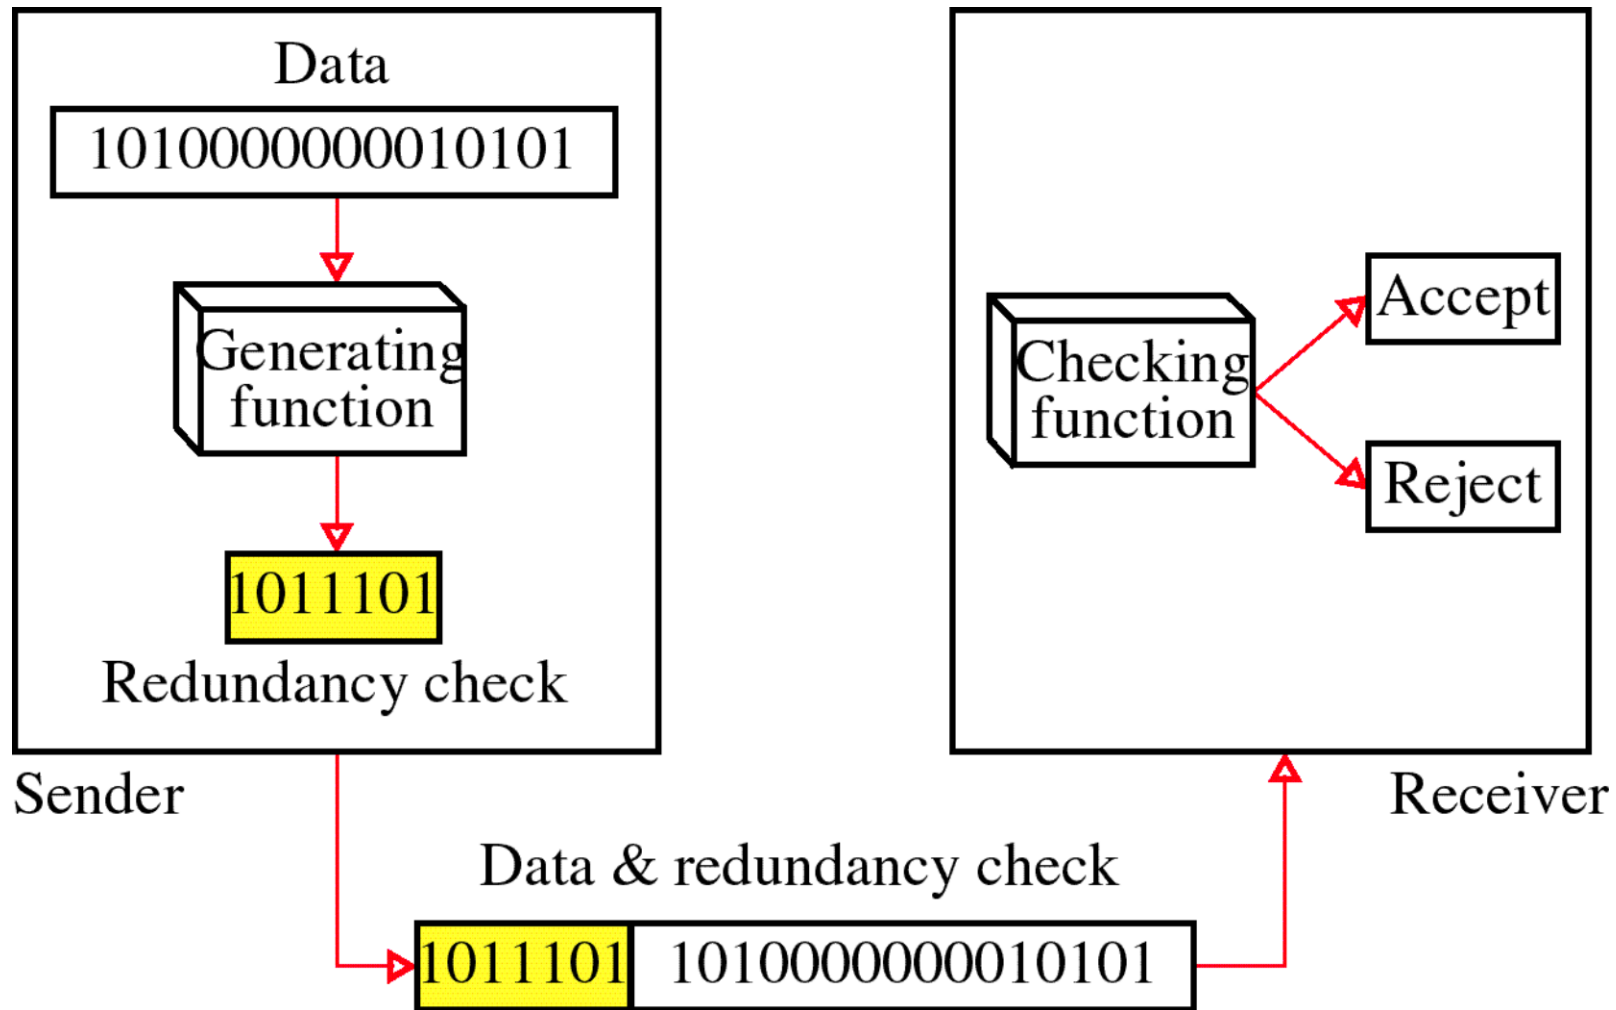 Data
1010000000010101
Generating
function
1011101
Redundancy check
Sender
Checking
function
Accept
Reject
Receiver
Data & redundancy check
1011101 1010000000010101